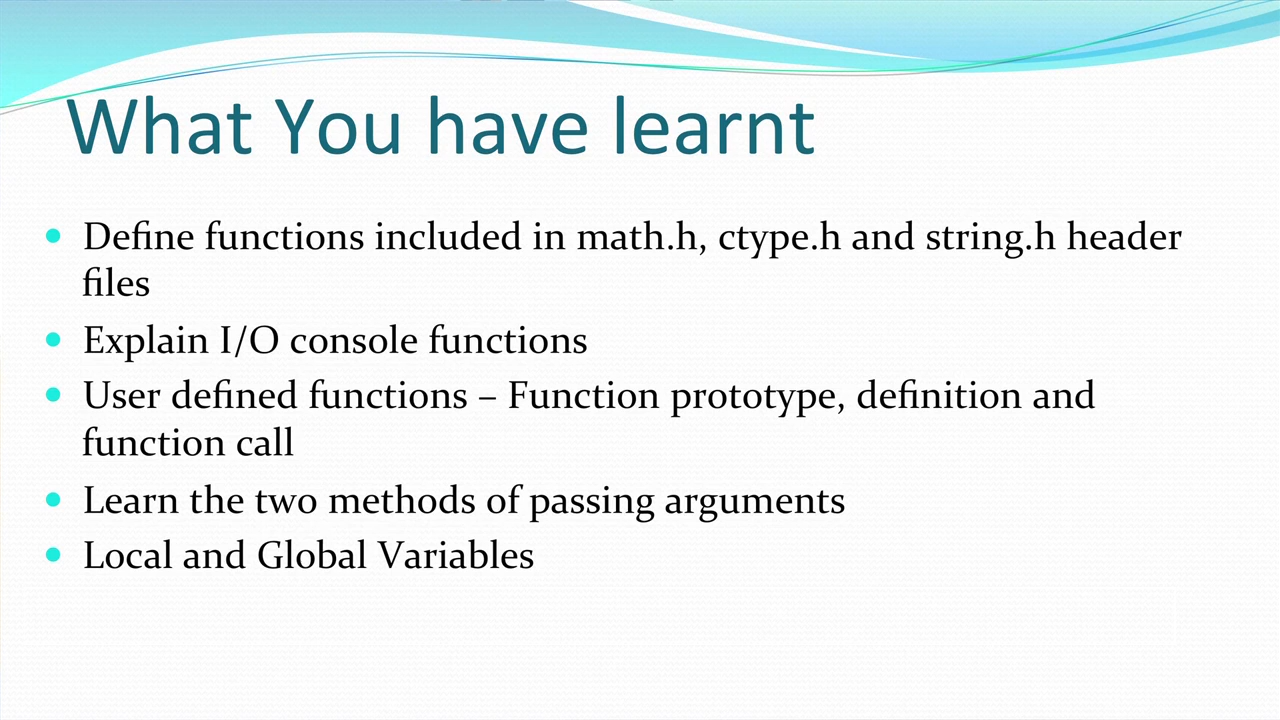 What You have learnt
• Define functions included in math.h, ctype.h and string.h header
files
• Explain I/O console functions
• User defined functions – Function prototype, definition and
function call
• Learn the two methods of passing arguments
• Local and Global Variables